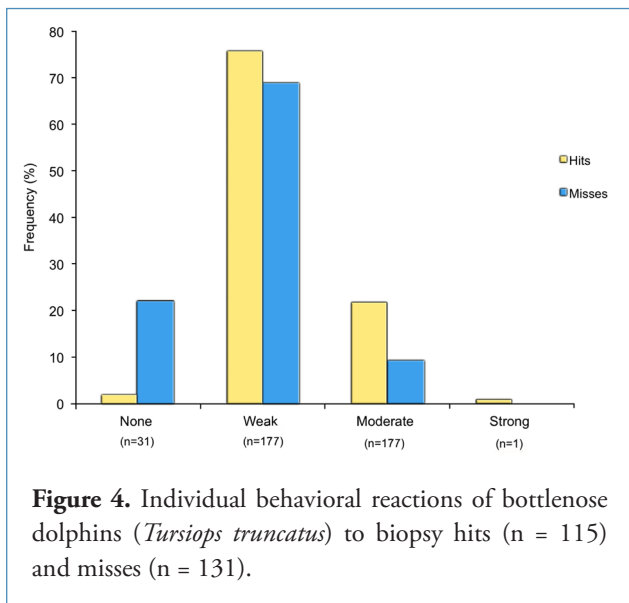 80
70
60
50
40
30
20
10
0
Frequency (%)
Hits
Misses
None
(n=31)
Weak
(n=177)
Moderate
(n=177)
Strong
(n=1)
Figure 4. Individual behavioral reactions of bottlenose
dolphins (Tursiops truncatus) to biopsy hits (n = 115)
and misses (n = 131).